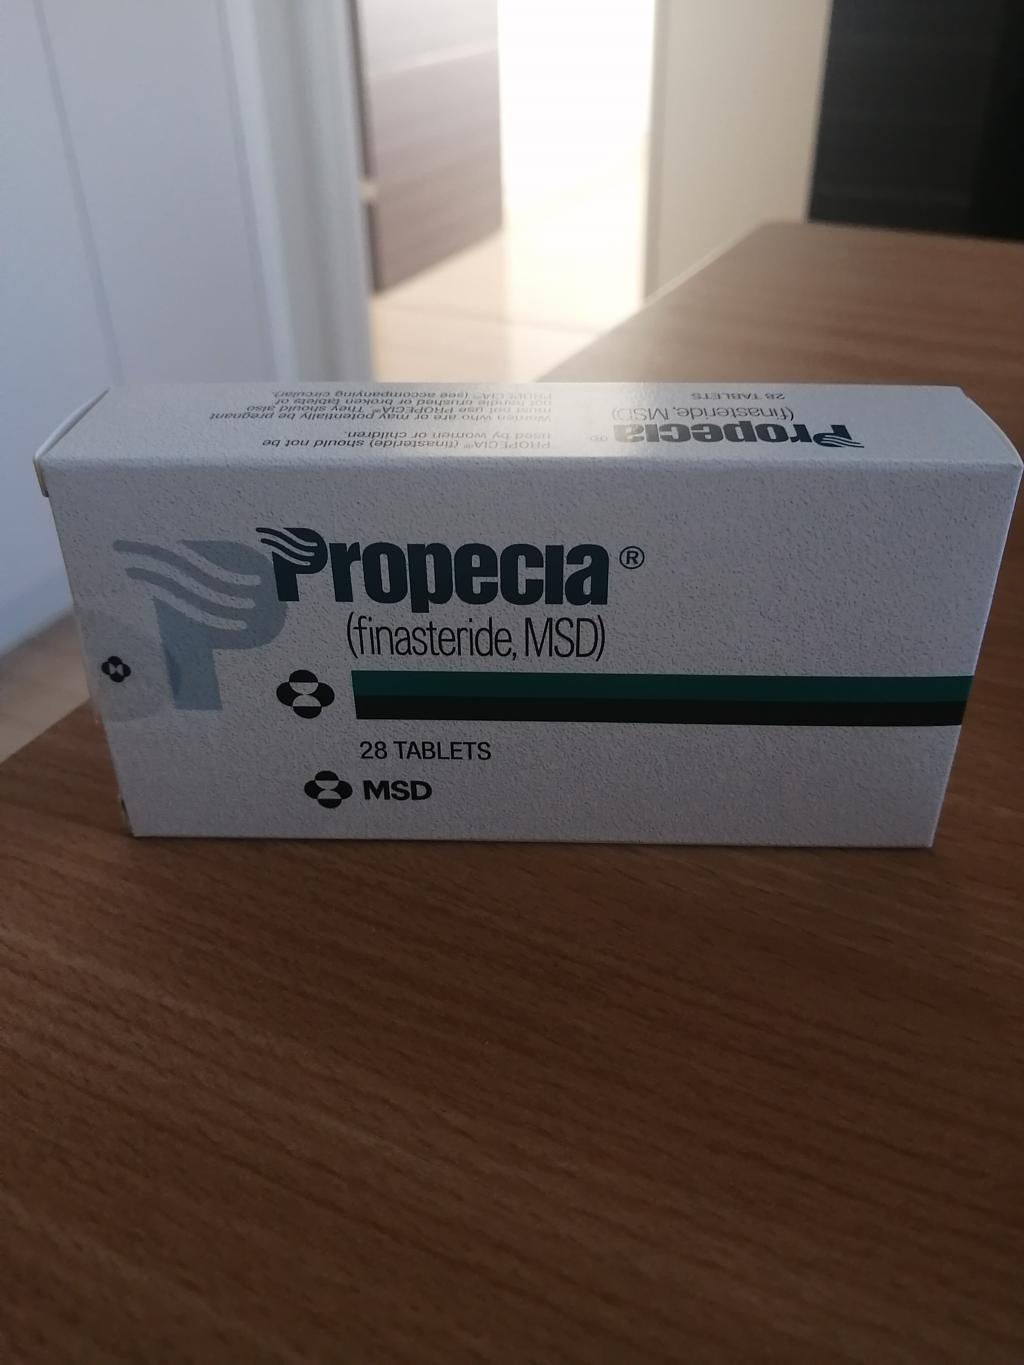 PROPECIA® (finasteride) should not be
used by women or children.
Women who are or may potentially be pregnant
must not use PROPECIA®. They should also
not handle crushed or broken tablets of
PROPECIA® (see accompanying circular).
Propecia®
(finasteride, MSD)
28 TABLETS
Propecia®
(finasteride, MSD)
28 TABLETS
MSD